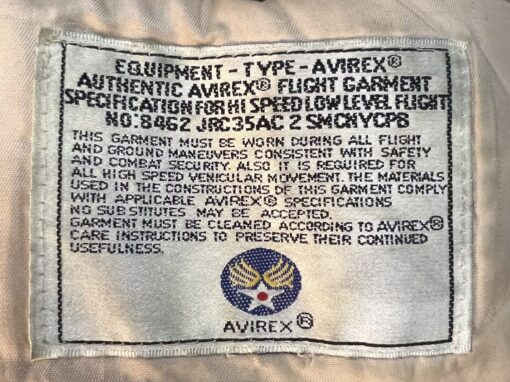 EQUIPMENT - TYPE - AVIREX®
AUTHENTIC AVIREX® FLIGHT GARMENT
SPECIFICATION FOR HI SPEED LOW LEVEL FLIGHT
NO:8462 JRC35AC 2 SMCNYCPB
THIS GARMENT MUST BE WORN DURING ALL FLIGHT
AND GROUND MANEUVERS CONSISTENT WITH SAFETY
AND COMBAT SECURITY. ALSO IT IS REQUIRED FOR
ALL HIGH SPEED VEHICULAR MOVEMENT. THE MATERIALS
USED IN THE CONSTRUCTIONS OF THIS GARMENT COMPLY
WITH APPLICABLE AVIREX® SPECIFICATIONS
NO SUBSTITUTES MAY BE ACCEPTED.
GARMENT MUST BE CLEANED ACCORDING TO AVIREX®
CARE INSTRUCTIONS TO PRESERVE THEIR CONTINUED
USEFULNESS.
AVIREX®